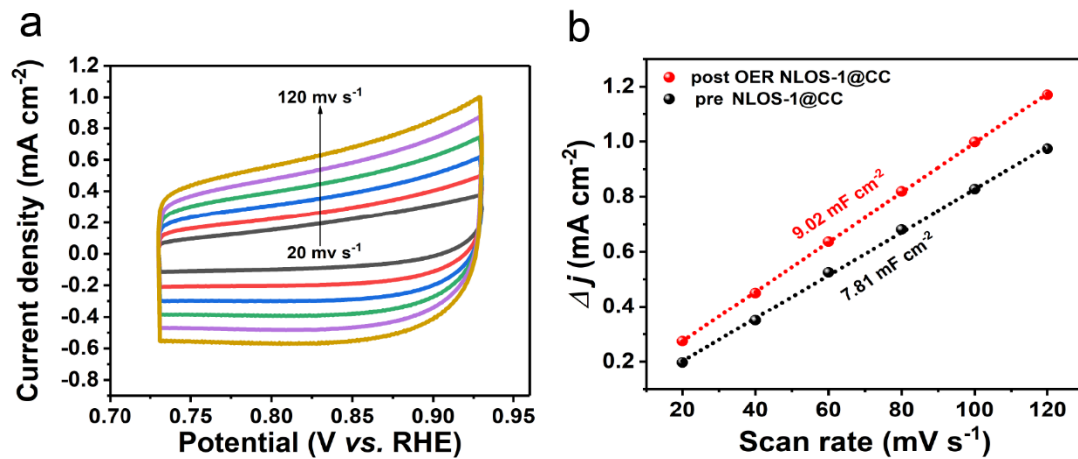 a
Current density (mA cm⁻²)
1.2
1.0
0.8
0.6
0.4
0.2
0.0
-0.2
-0.4
-0.6
-0.8
120 mv s⁻¹
20 mv s⁻¹
0.70
0.75
0.80
0.85
0.90
0.95
Potential (V vs. RHE)
b
Δ j (mA cm⁻²)
1.2
1.0
0.8
0.6
0.4
0.2
post OER NLOS-1@CC
pre NLOS-1@CC
9.02 mF cm⁻²
7.81 mF cm⁻²
20
40
60
80
100
120
Scan rate (mV s⁻¹)